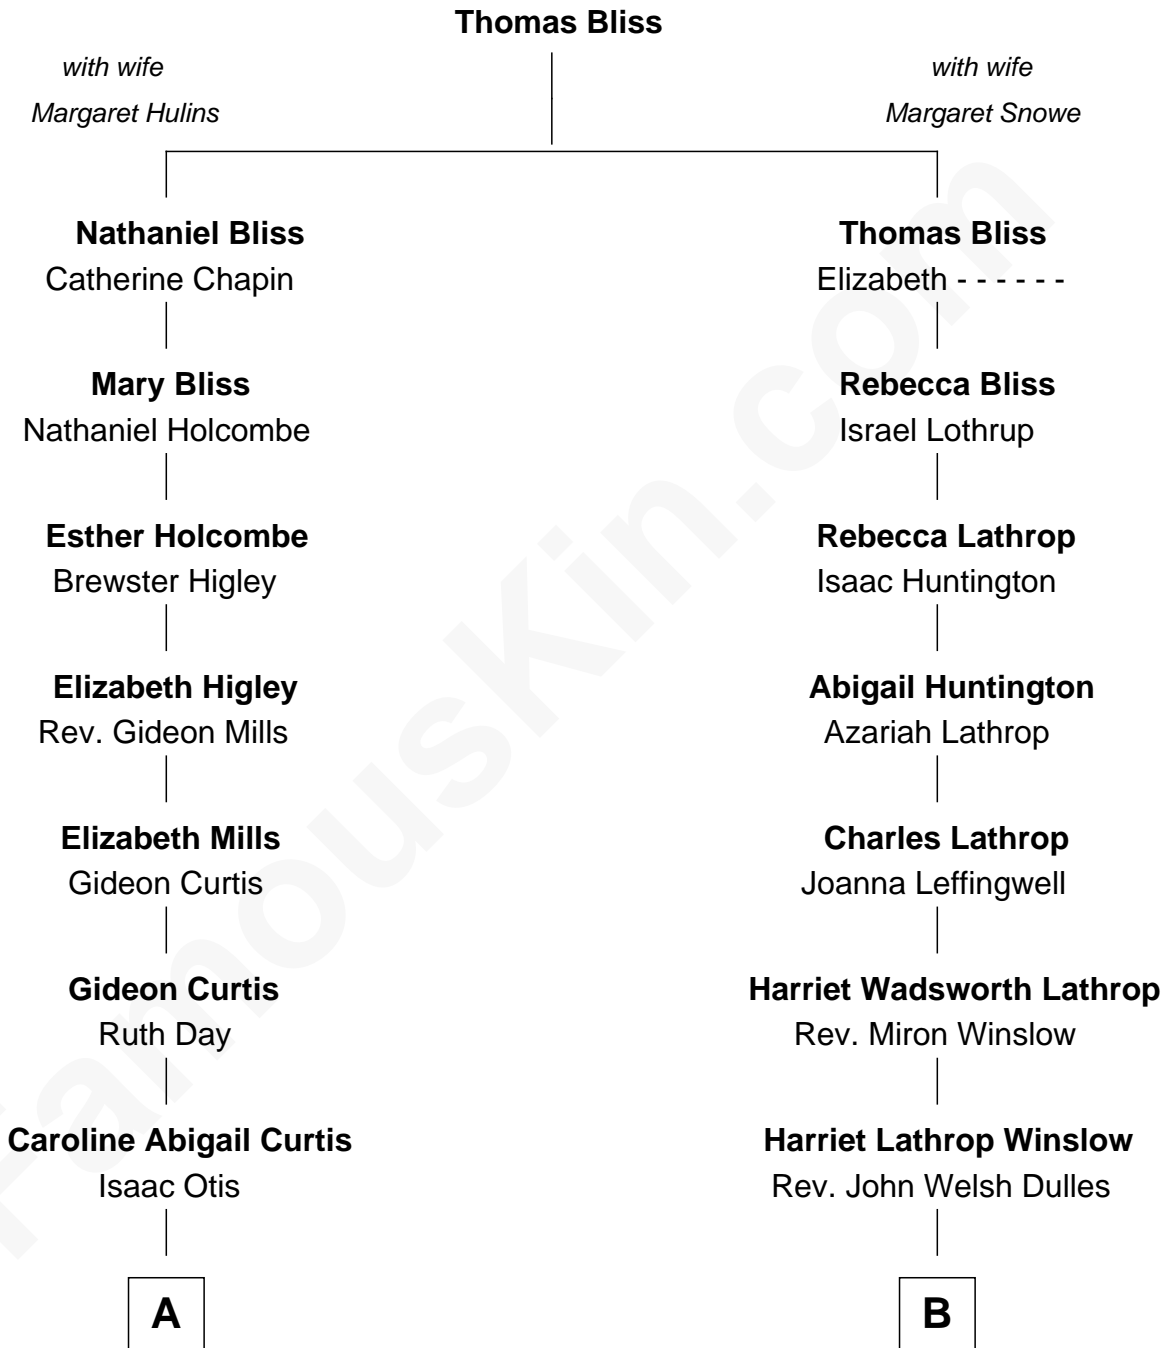 Thomas Bliss
with wife
Margaret Hulins
with wife
Margaret Snowe
Nathaniel Bliss
Catherine Chapin
Thomas Bliss
Elizabeth - - - - - -
Mary Bliss
Nathaniel Holcombe
Rebecca Bliss
Israel Lothrup
Esther Holcombe
Brewster Higley
Rebecca Lathrop
Isaac Huntington
Elizabeth Higley
Rev. Gideon Mills
Abigail Huntington
Azariah Lathrop
Elizabeth Mills
Gideon Curtis
Charles Lathrop
Joanna Leffingwell
Gideon Curtis
Ruth Day
Harriet Wadsworth Lathrop
Rev. Miron Winslow
Caroline Abigail Curtis
Isaac Otis
Harriet Lathrop Winslow
Rev. John Welsh Dulles
A
B
FamousKin.com